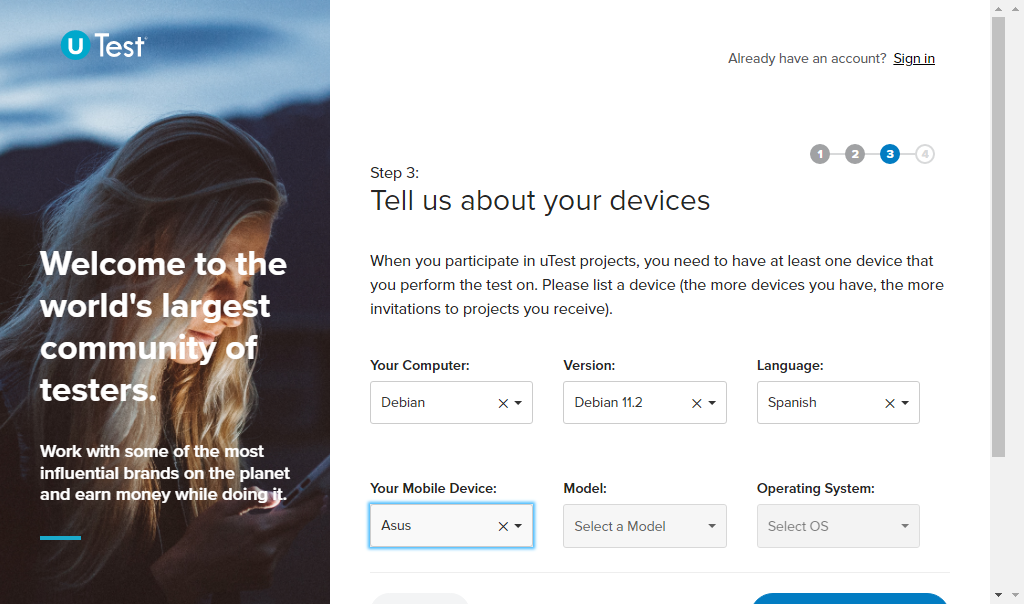 U Test
Already have an account? Sign in
1 2 3 4
Step 3:
Tell us about your devices
Welcome to the
world's largest
community of
testers.
Work with some of the most
influential brands on the planet
and earn money while doing it.
When you participate in uTest projects, you need to have at least one device that
you perform the test on. Please list a device (the more devices you have, the more
invitations to projects you receive).
Your Computer: Version: Language:
Debian Debian 11.2 Spanish
Your Mobile Device: Model: Operating System:
Asus Select a Model Select OS